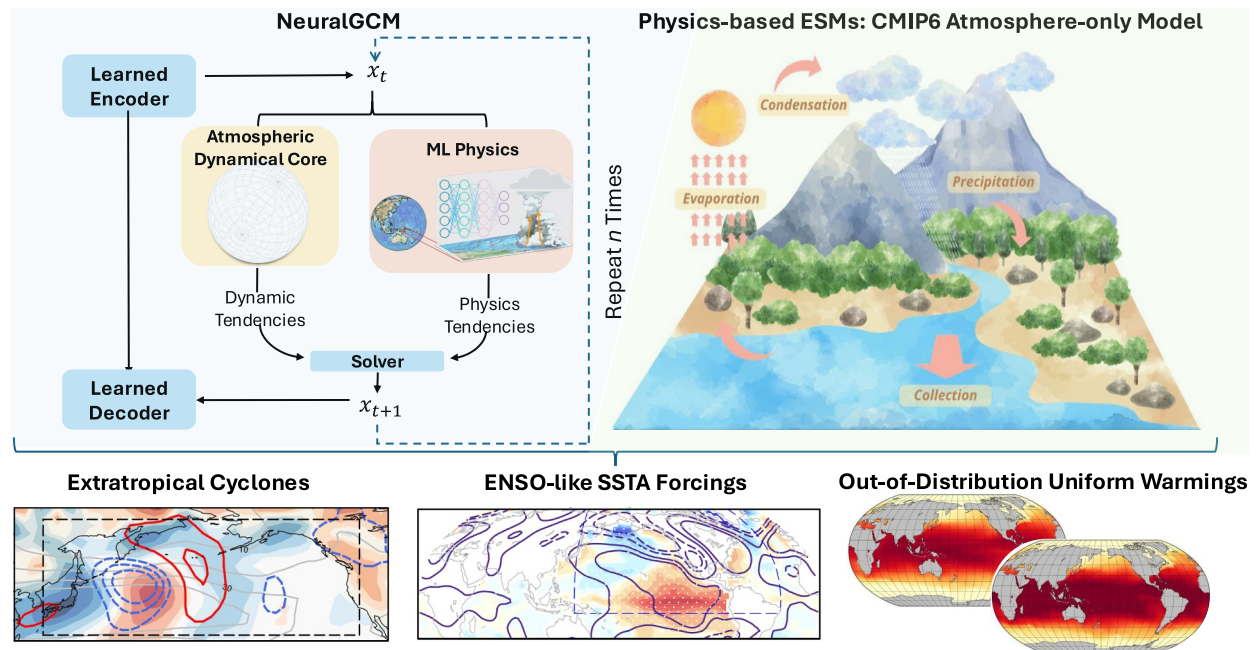 NeuralGCM
Learned
Encoder
x_t
Atmospheric
Dynamical Core
ML Physics
Dynamic
Tendencies
Physics
Tendencies
Solver
Learned
Decoder
x_{t+1}
Repeat n Times
Physics-based ESMs: CMIP6 Atmosphere-only Model
Condensation
Evaporation
Precipitation
Collection
Extratropical Cyclones
10
ENSO-like SSTA Forcings
Out-of-Distribution Uniform Warmings